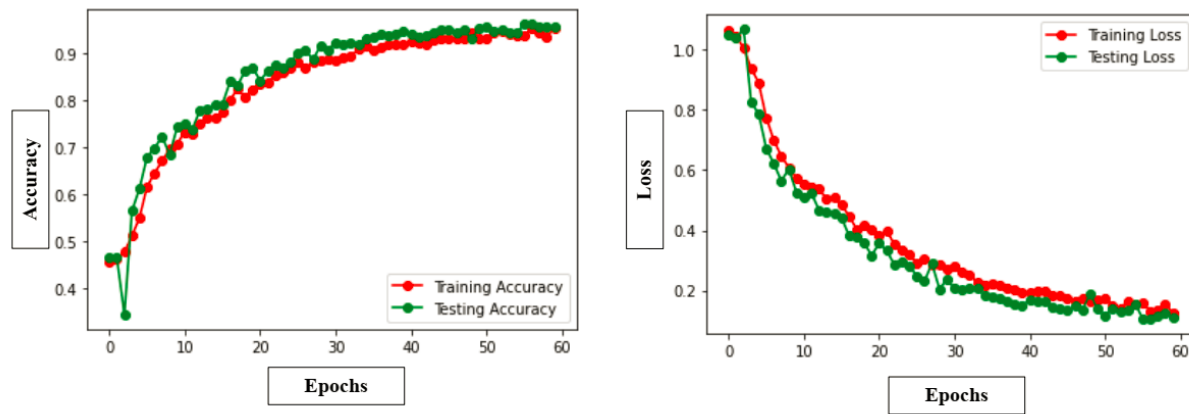 0.9
0.8
0.7
0.6
0.5
0.4
Accuracy
Training Accuracy
Testing Accuracy
0 10 20 30 40 50 60
Epochs
1.0
0.8
0.6
0.4
0.2
Loss
Training Loss
Testing Loss
0 10 20 30 40 50 60
Epochs